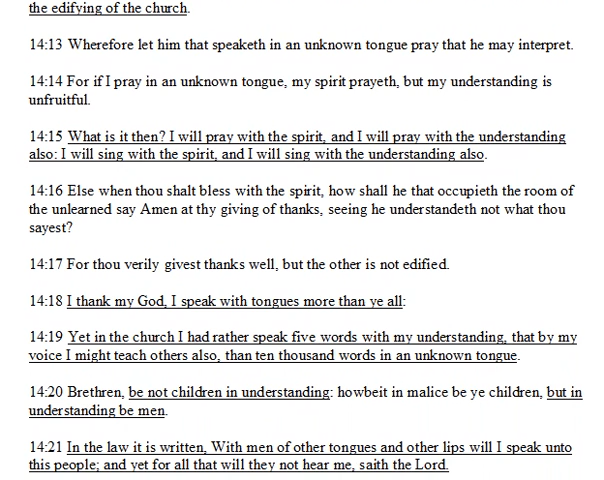 the edifying of the church.
14:13 Wherefore let him that speaketh in an unknown tongue pray that he may interpret.
14:14 For if I pray in an unknown tongue, my spirit prayeth, but my understanding is
unfruitful.
14:15 What is it then? I will pray with the spirit, and I will pray with the understanding
also: I will sing with the spirit, and I will sing with the understanding also.
14:16 Else when thou shalt bless with the spirit, how shall he that occupieth the room of
the unlearned say Amen at thy giving of thanks, seeing he understandeth not what thou
sayest?
14:17 For thou verily givest thanks well, but the other is not edified.
14:18 I thank my God, I speak with tongues more than ye all:
14:19 Yet in the church I had rather speak five words with my understanding, that by my
voice I might teach others also, than ten thousand words in an unknown tongue.
14:20 Brethren, be not children in understanding: howbeit in malice be ye children, but in
understanding be men.
14:21 In the law it is written, With men of other tongues and other lips will I speak unto
this people; and yet for all that will they not hear me, saith the Lord.